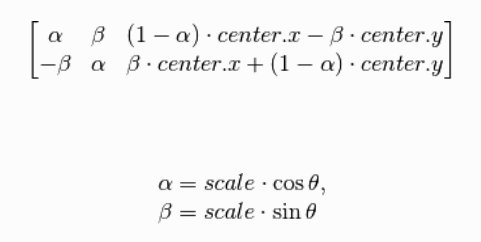 α β (1 − α) · center.x − β · center.y
−β α β · center.x + (1 − α) · center.y
α = scale · cos θ,
β = scale · sin θ